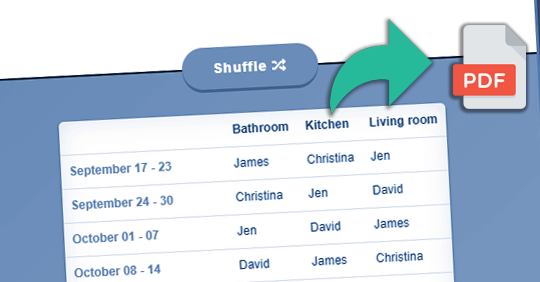 Shuffle
PDF
Bathroom Kitchen Living room
September 17 - 23 James Christina Jen
September 24 - 30 Christina Jen David
October 01 - 07 Jen David James
October 08 - 14 David James Christina